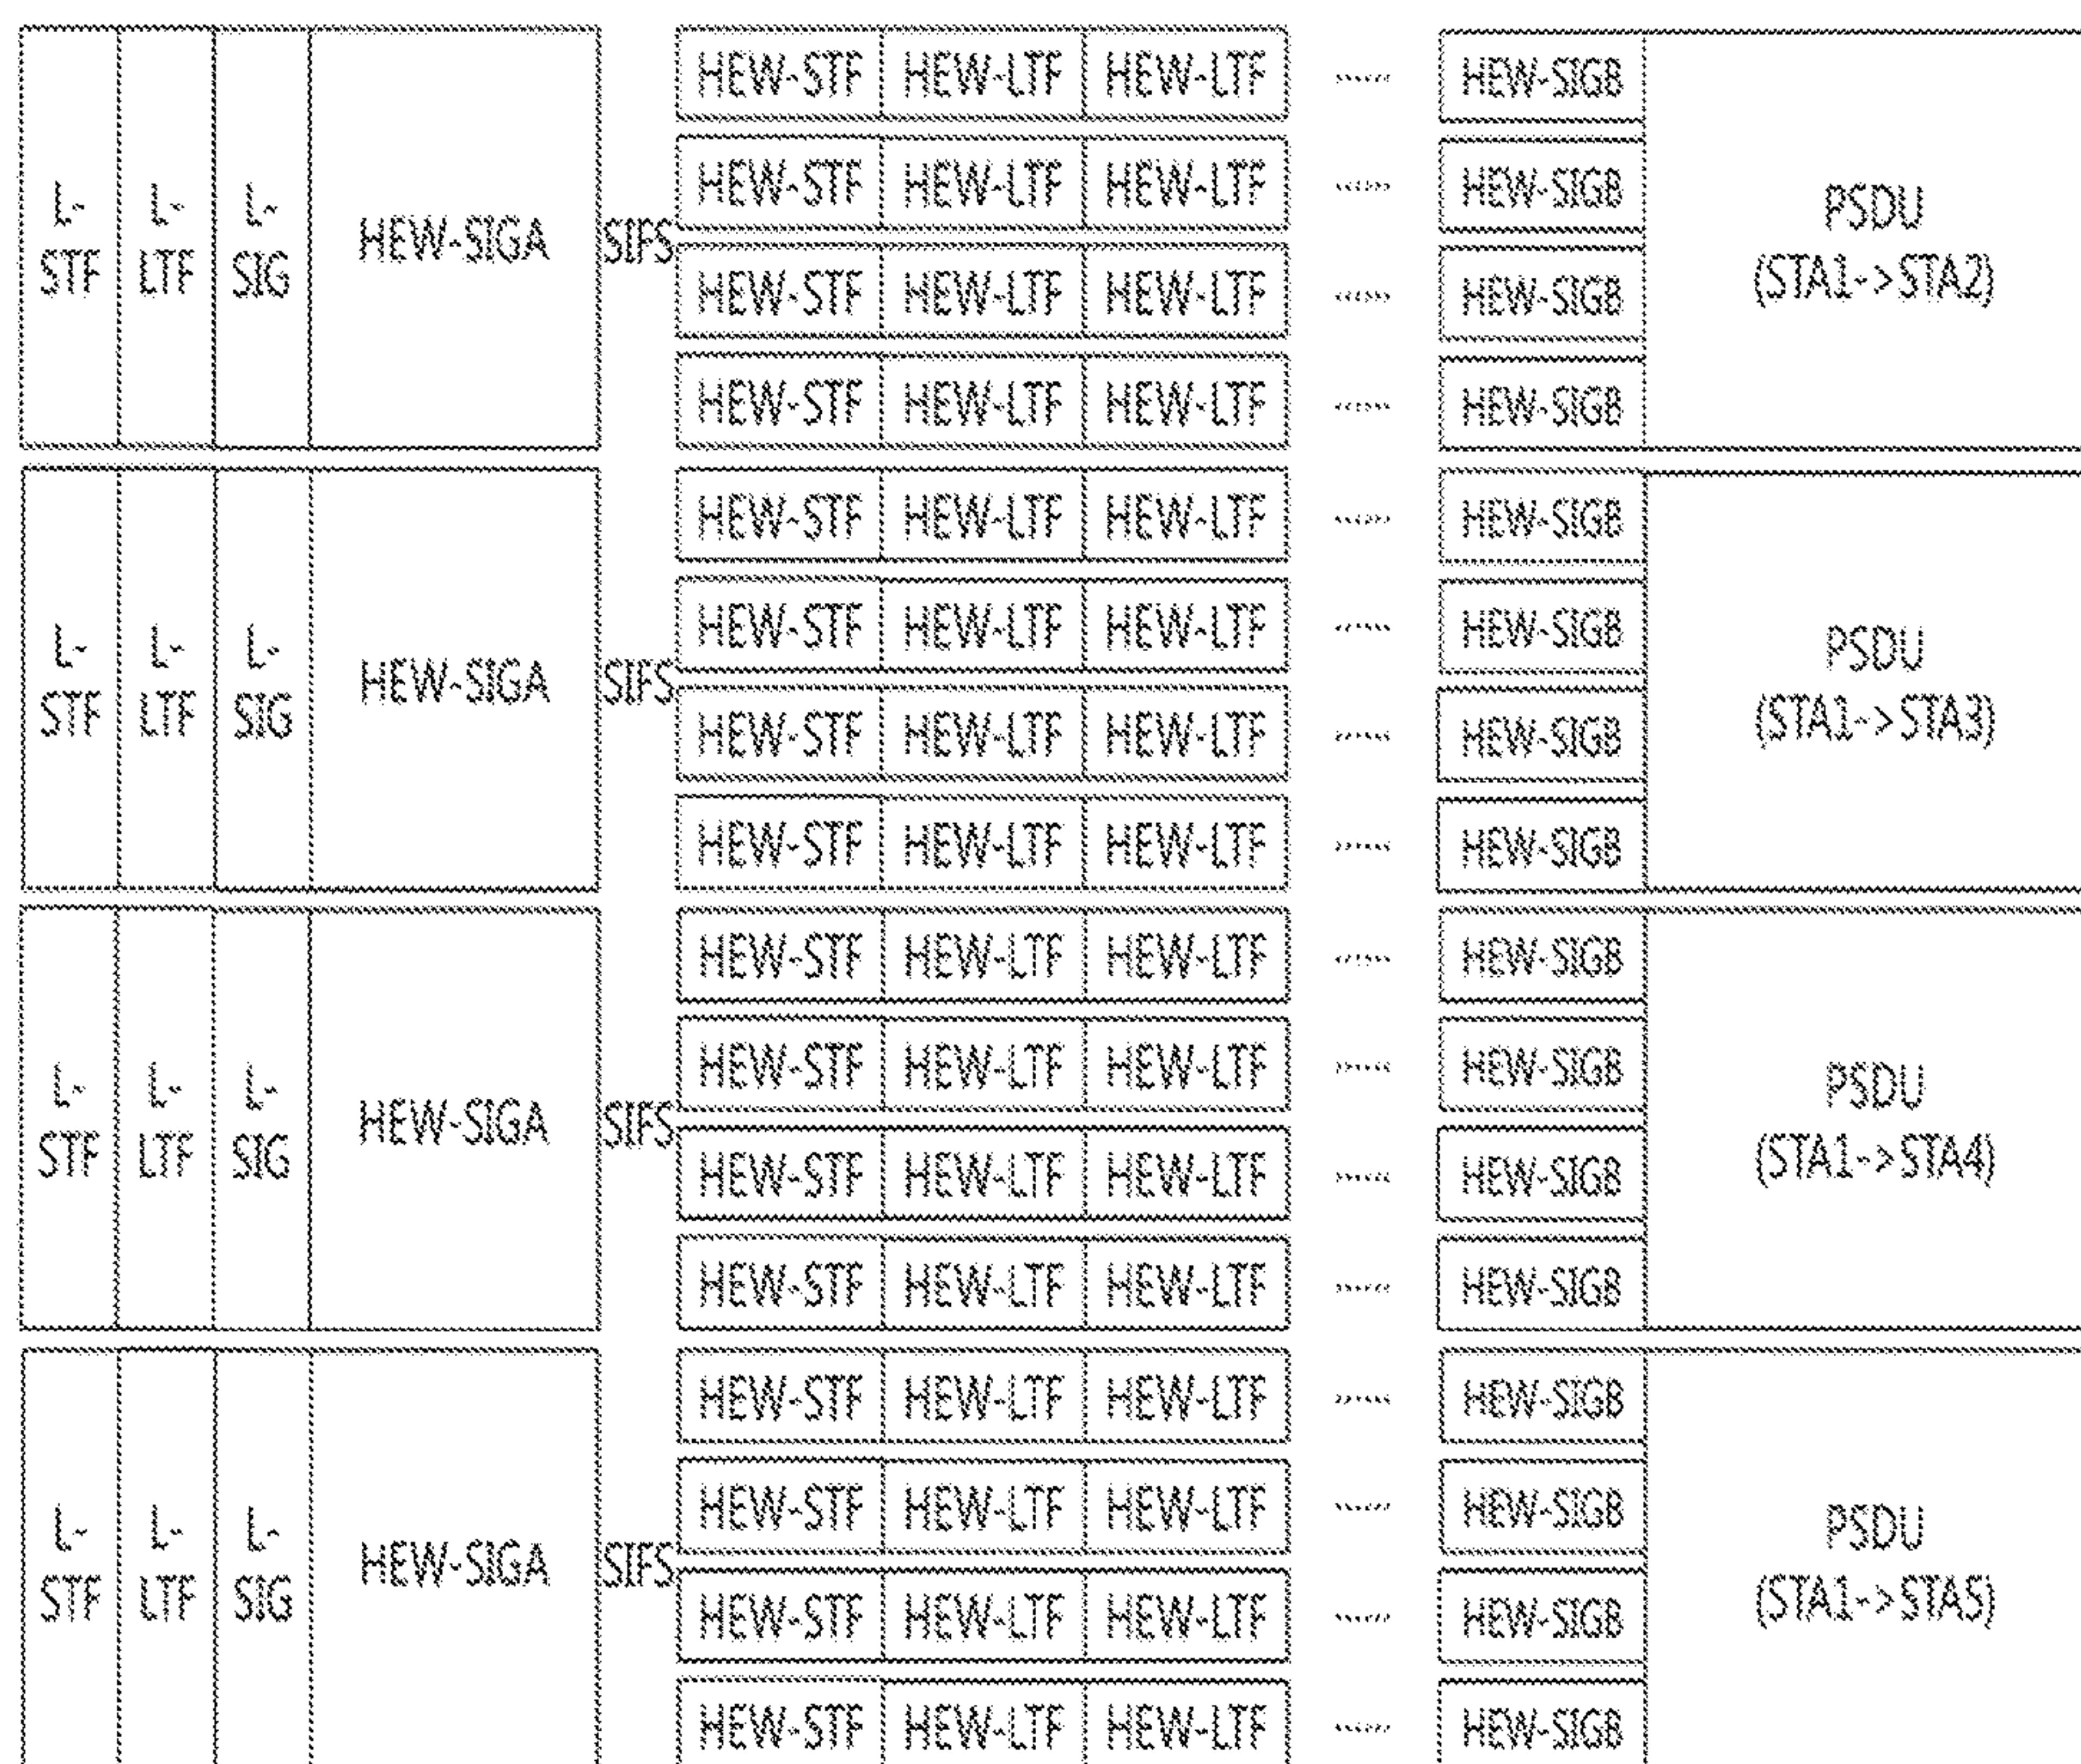 L-
STF
L-
LTF
L-
SIG
HEW-SIGA
SIFS
HEW-STF HEW-LTF HEW-LTF ...... HEW-SIGB
HEW-STF HEW-LTF HEW-LTF ...... HEW-SIGB
HEW-STF HEW-LTF HEW-LTF ...... HEW-SIGB
HEW-STF HEW-LTF HEW-LTF ...... HEW-SIGB
PSDU
(STA1->STA2)
L-
STF
L-
LTF
L-
SIG
HEW-SIGA
SIFS
HEW-STF HEW-LTF HEW-LTF ...... HEW-SIGB
HEW-STF HEW-LTF HEW-LTF ...... HEW-SIGB
HEW-STF HEW-LTF HEW-LTF ...... HEW-SIGB
HEW-STF HEW-LTF HEW-LTF ...... HEW-SIGB
PSDU
(STA1->STA3)
L-
STF
L-
LTF
L-
SIG
HEW-SIGA
SIFS
HEW-STF HEW-LTF HEW-LTF ...... HEW-SIGB
HEW-STF HEW-LTF HEW-LTF ...... HEW-SIGB
HEW-STF HEW-LTF HEW-LTF ...... HEW-SIGB
HEW-STF HEW-LTF HEW-LTF ...... HEW-SIGB
PSDU
(STA1->STA4)
L-
STF
L-
LTF
L-
SIG
HEW-SIGA
SIFS
HEW-STF HEW-LTF HEW-LTF ...... HEW-SIGB
HEW-STF HEW-LTF HEW-LTF ...... HEW-SIGB
HEW-STF HEW-LTF HEW-LTF ...... HEW-SIGB
HEW-STF HEW-LTF HEW-LTF ...... HEW-SIGB
PSDU
(STA1->STA5)